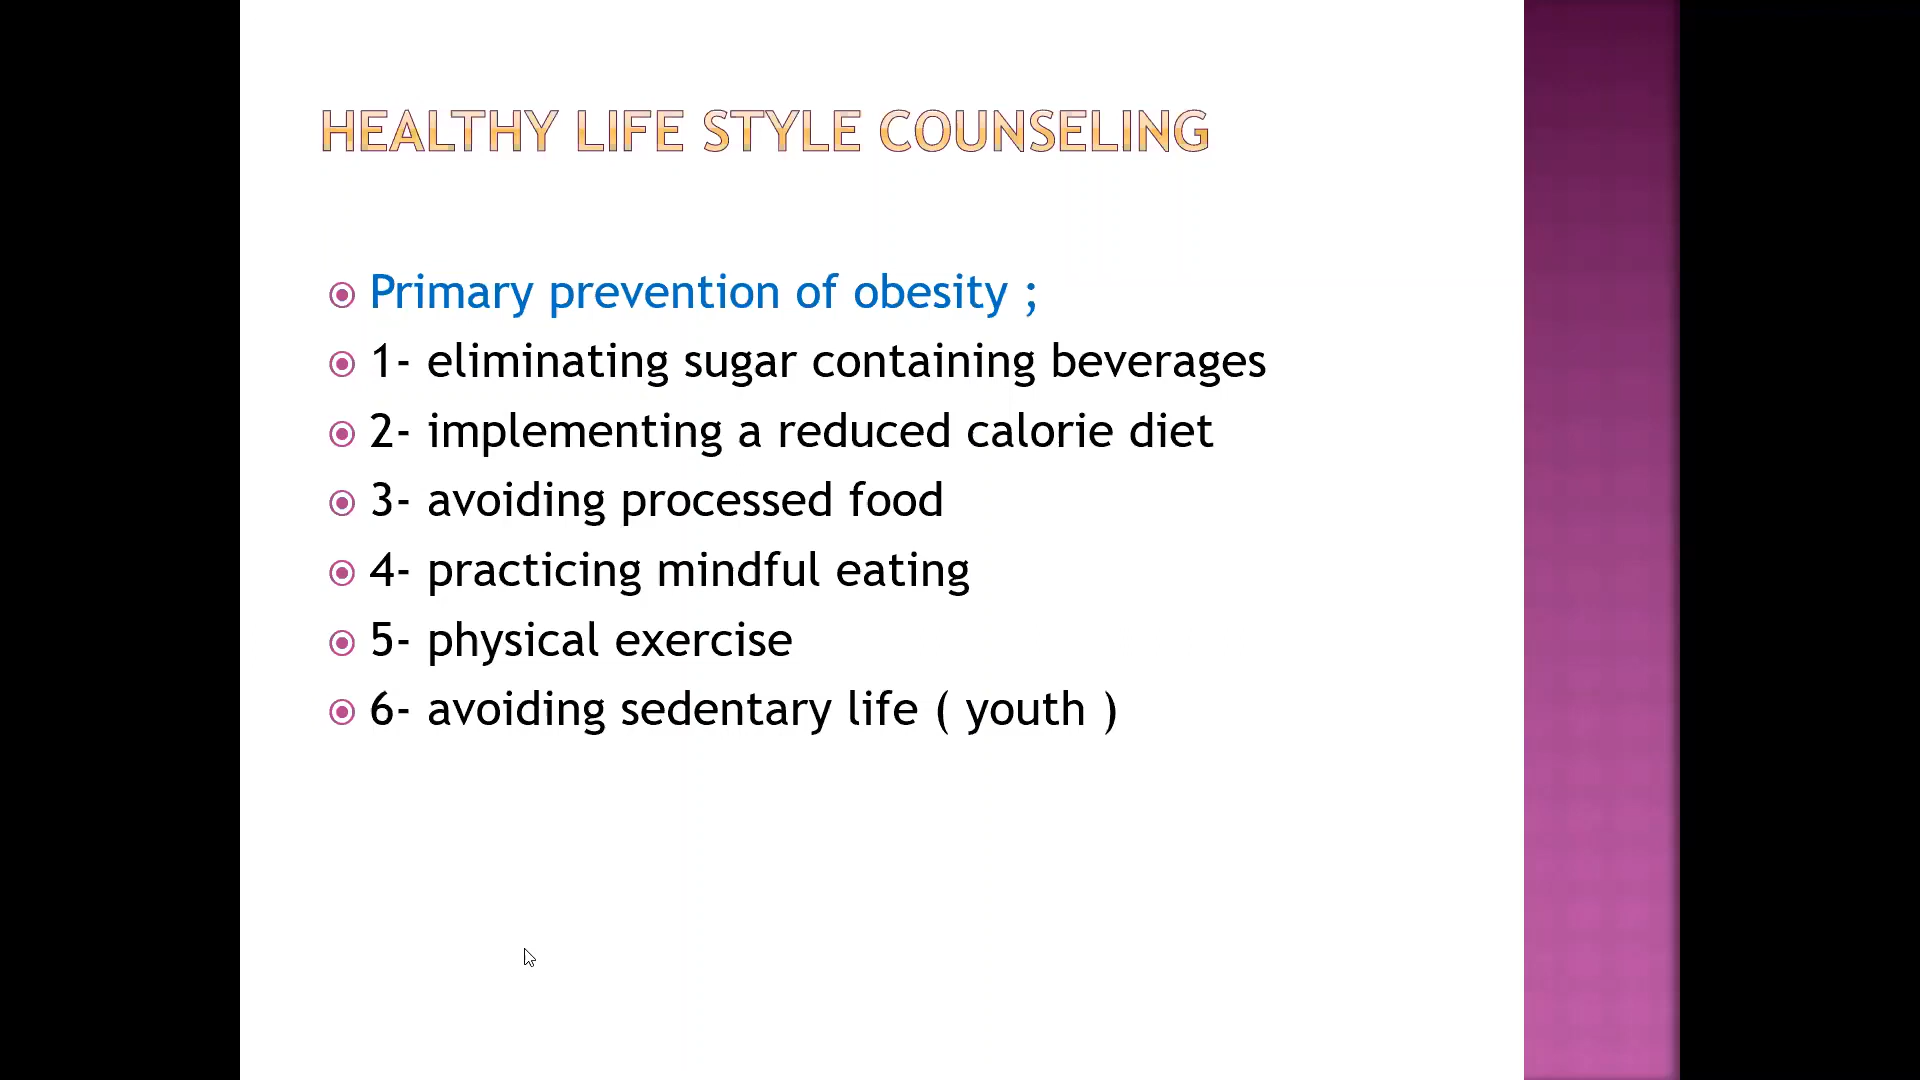 HEALTHY LIFE STYLE COUNSELING
Primary prevention of obesity ;
1- eliminating sugar containing beverages
2- implementing a reduced calorie diet
3- avoiding processed food
4- practicing mindful eating
5- physical exercise
6- avoiding sedentary life ( youth )